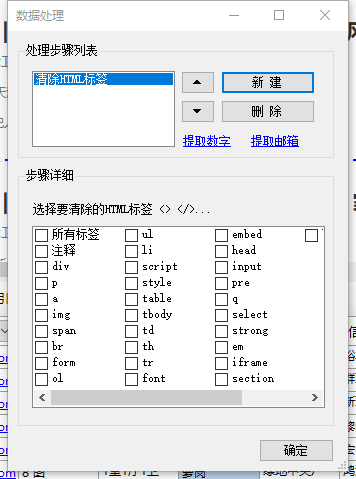 数据处理
处理步骤列表
清除HTML标签
新 建
删 除
提取数字 提取邮箱
步骤详细
选择要清除的HTML标签 <> </>...
所有标签 ul embed
注释 li head
div script input
p style pre
a table q
img tbody select
span td strong
br th em
form tr iframe
ol font section
确定